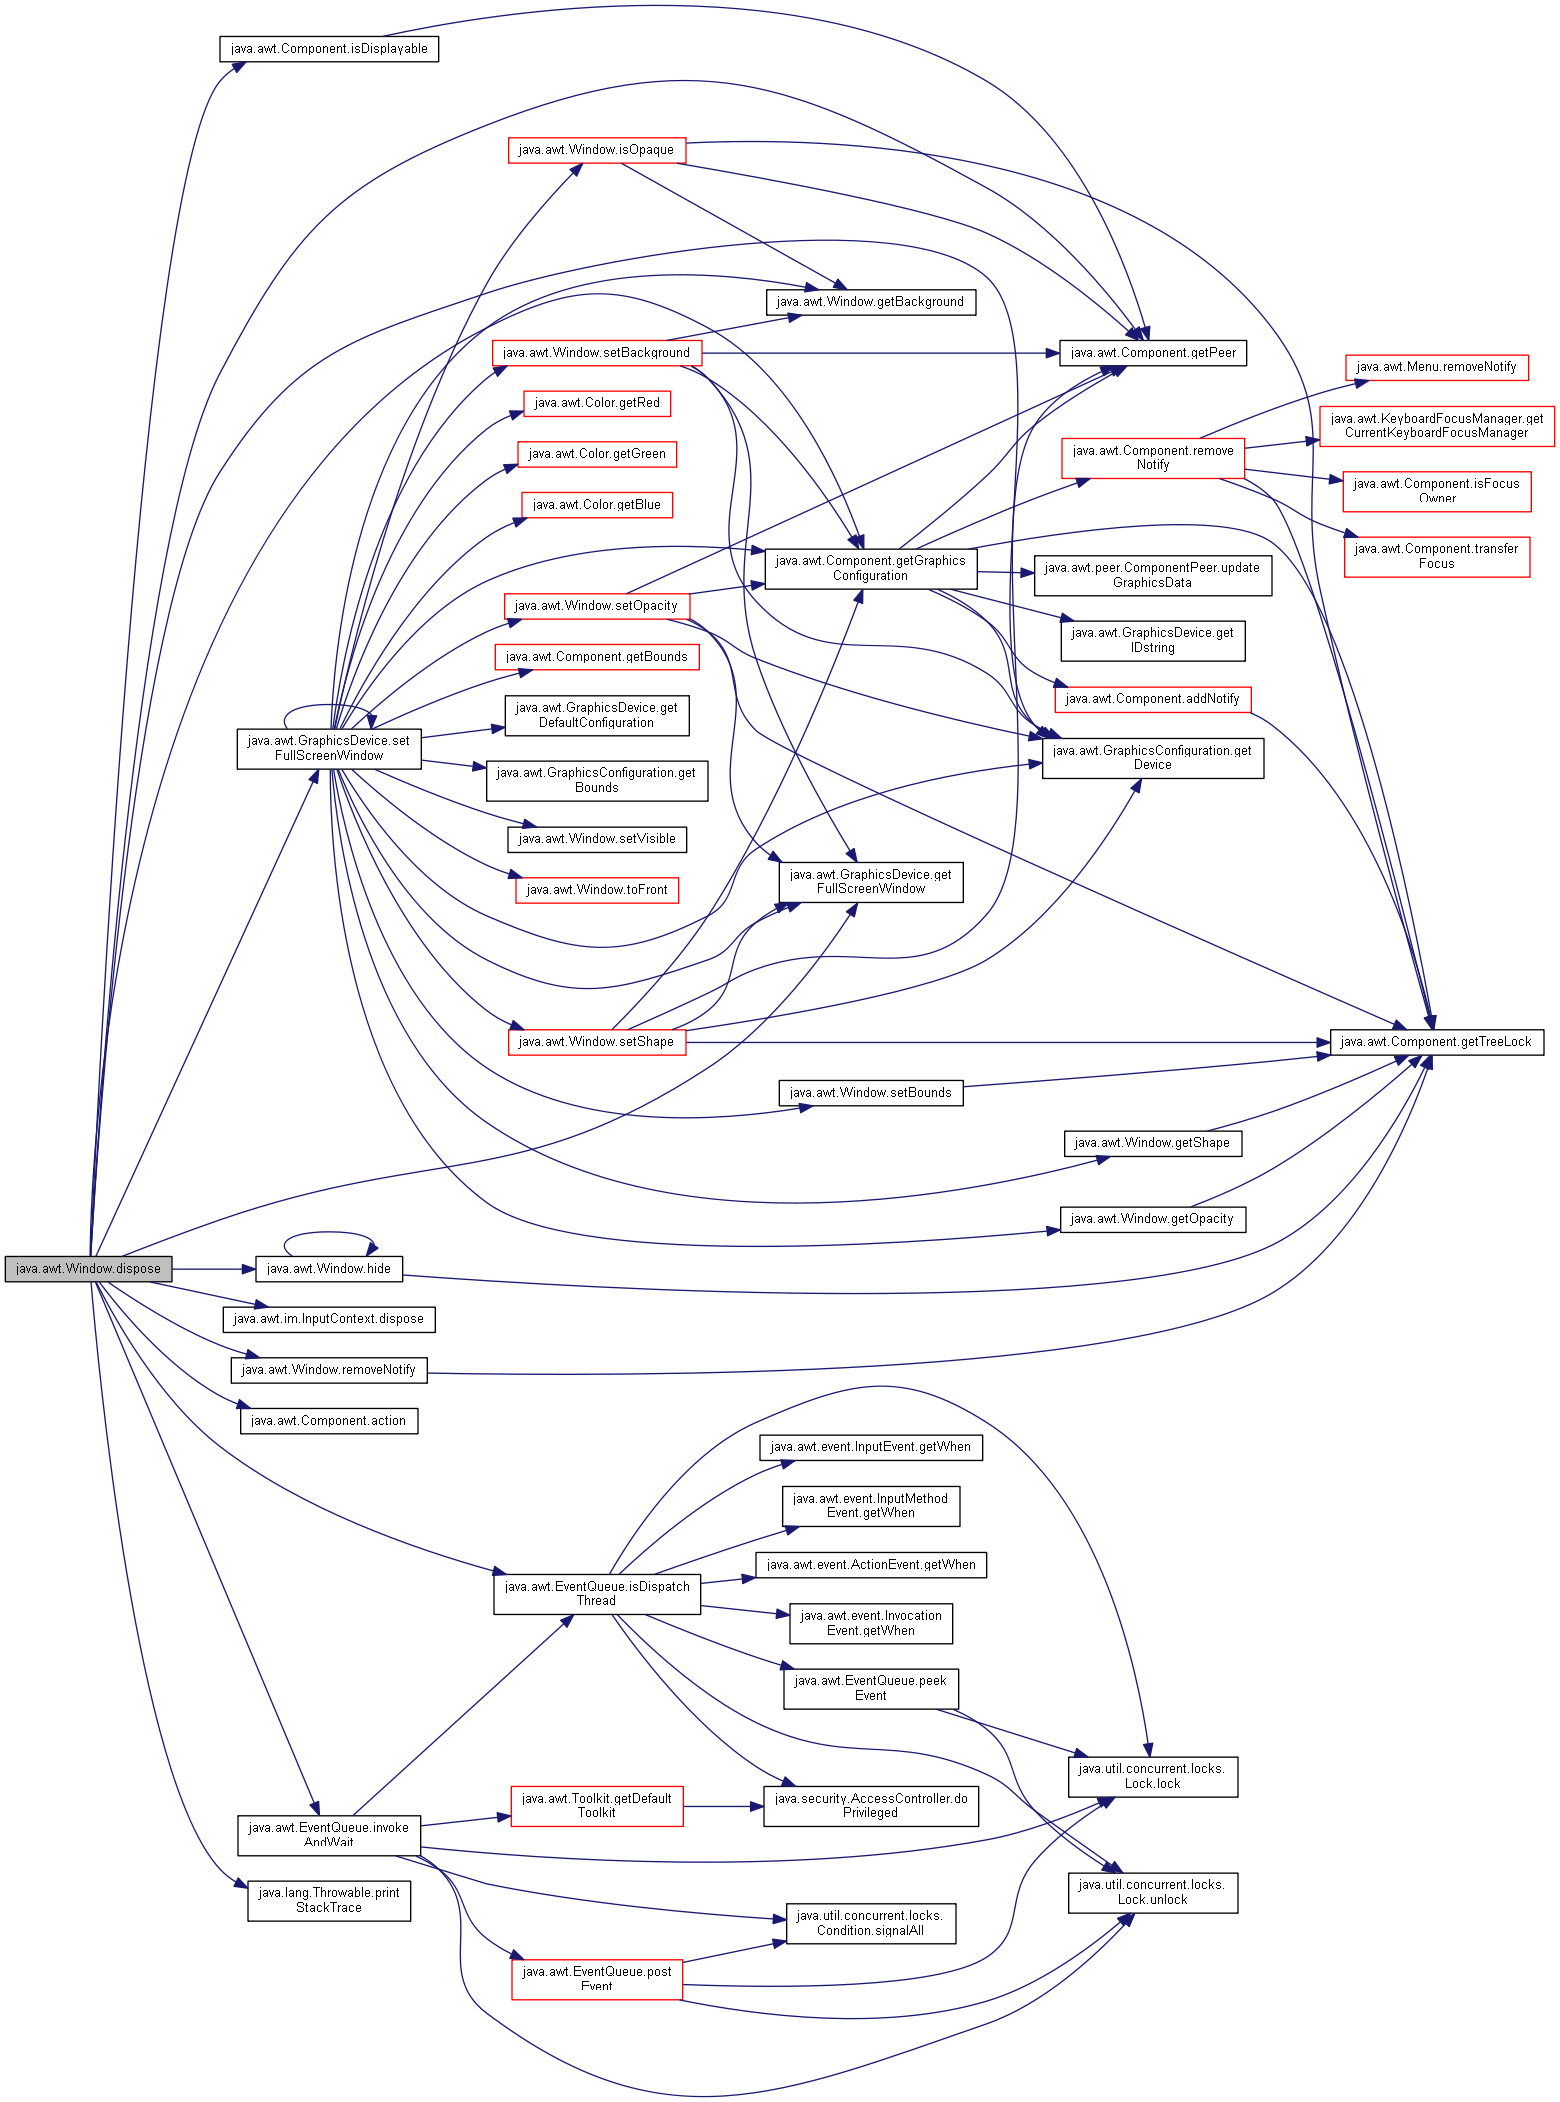 java.awt.Component.isDisplayable
java.awt.Window.isOpaque
java.awt.Window.getBackground
java.awt.Window.setBackground
java.awt.Component.getPeer
java.awt.Menu.removeNotify
java.awt.Color.getRed
java.awt.KeyboardFocusManager.get
CurrentKeyboardFocusManager
java.awt.Color.getGreen
java.awt.Component.remove
Notify
java.awt.Color.getBlue
java.awt.Component.isFocus
Owner
java.awt.Component.getGraphics
Configuration
java.awt.Component.transfer
Focus
java.awt.peer.ComponentPeer.update
GraphicsData
java.awt.Window.setOpacity
java.awt.GraphicsDevice.get
IDstring
java.awt.Component.getBounds
java.awt.Component.addNotify
java.awt.GraphicsDevice.get
DefaultConfiguration
java.awt.GraphicsDevice.set
FullScreenWindow
java.awt.GraphicsConfiguration.get
Device
java.awt.GraphicsConfiguration.get
Bounds
java.awt.Window.setVisible
java.awt.Window.toFront
java.awt.GraphicsDevice.get
FullScreenWindow
java.awt.Window.setShape
java.awt.Component.getTreeLock
java.awt.Window.setBounds
java.awt.Window.getShape
java.awt.Window.getOpacity
java.awt.Window.dispose
java.awt.Window.hide
java.awt.im.InputContext.dispose
java.awt.Window.removeNotify
java.awt.Component.action
java.awt.event.InputEvent.getWhen
java.awt.event.InputMethod
Event.getWhen
java.awt.event.ActionEvent.getWhen
java.awt.EventQueue.isDispatch
Thread
java.awt.event.Invocation
Event.getWhen
java.awt.EventQueue.peek
Event
java.util.concurrent.locks.
Lock.lock
java.awt.Toolkit.getDefault
Toolkit
java.security.AccessController.do
Privileged
java.awt.EventQueue.invoke
AndWait
java.lang.Throwable.print
StackTrace
java.util.concurrent.locks.
Lock.unlock
java.util.concurrent.locks.
Condition.signalAll
java.awt.EventQueue.post
Event